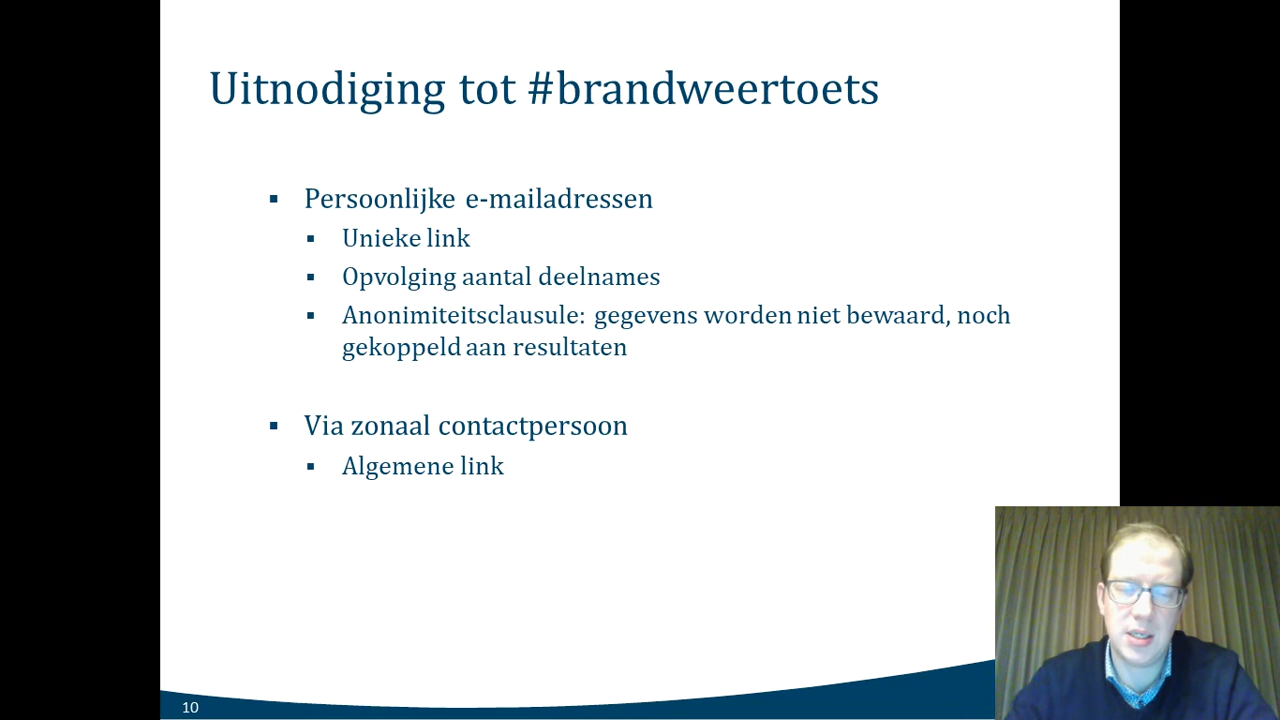 Uitnodiging tot #brandweertoets
▪ Persoonlijke e-mailadressen
▪ Unieke link
▪ Opvolging aantal deelnames
▪ Anonimiteitsclausule: gegevens worden niet bewaard, noch
gekoppeld aan resultaten
▪ Via zonaal contactpersoon
▪ Algemene link
10